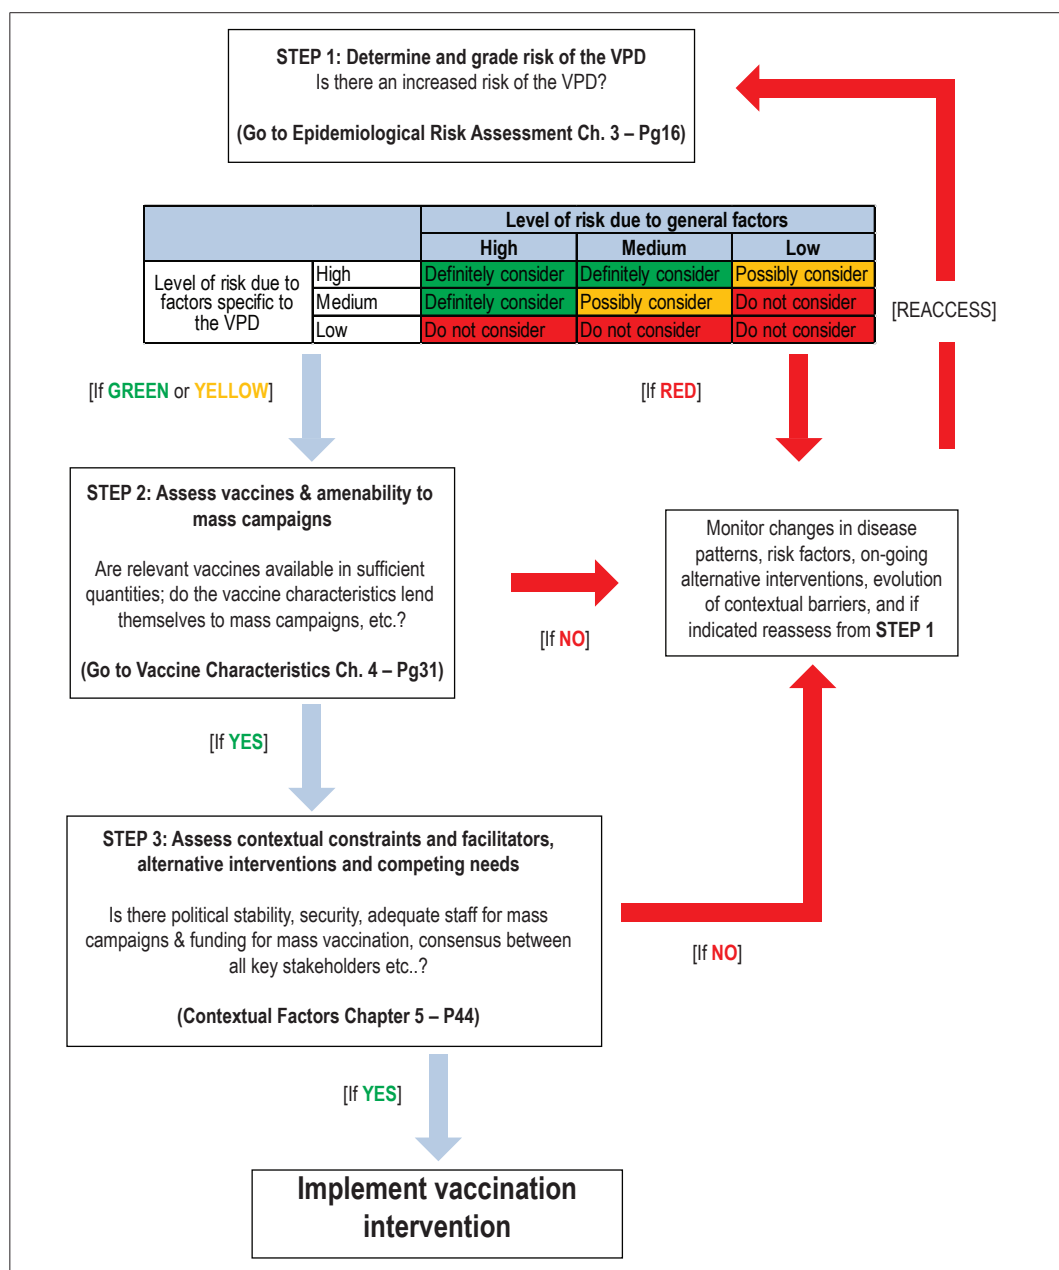 STEP 1: Determine and grade risk of the VPD
Is there an increased risk of the VPD?
(Go to Epidemiological Risk Assessment Ch. 3 – Pg16)
Level of risk due to general factors
High Medium Low
Level of risk due to factors specific to the VPD
High Definitely consider Definitely consider Possibly consider
Medium Definitely consider Possibly consider Do not consider
Low Do not consider Do not consider Do not consider
[REACCESS]
[If GREEN or YELLOW]
[If RED]
STEP 2: Assess vaccines & amenability to
mass campaigns
Are relevant vaccines available in sufficient
quantities; do the vaccine characteristics lend
themselves to mass campaigns, etc.?
(Go to Vaccine Characteristics Ch. 4 – Pg31)
[If NO]
Monitor changes in disease
patterns, risk factors, on-going
alternative interventions, evolution
of contextual barriers, and if
indicated reassess from STEP 1
[If YES]
STEP 3: Assess contextual constraints and facilitators,
alternative interventions and competing needs
Is there political stability, security, adequate staff for mass
campaigns & funding for mass vaccination, consensus between
all key stakeholders etc..?
(Contextual Factors Chapter 5 – P44)
[If NO]
[If YES]
Implement vaccination
intervention